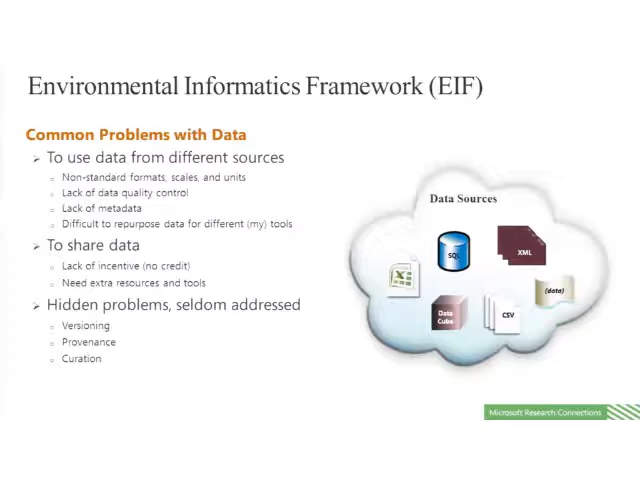 Environmental Informatics Framework (EIF)
Common Problems with Data
To use data from different sources
Non-standard formats, scales, and units
Lack of data quality control
Lack of metadata
Difficult to repurpose data for different (my) tools
To share data
Lack of incentive (no credit)
Need extra resources and tools
Hidden problems, seldom addressed
Versioning
Provenance
Curation
Data Sources
SQL
XML
{data}
Data
Cube
CSV
Microsoft Research Connections